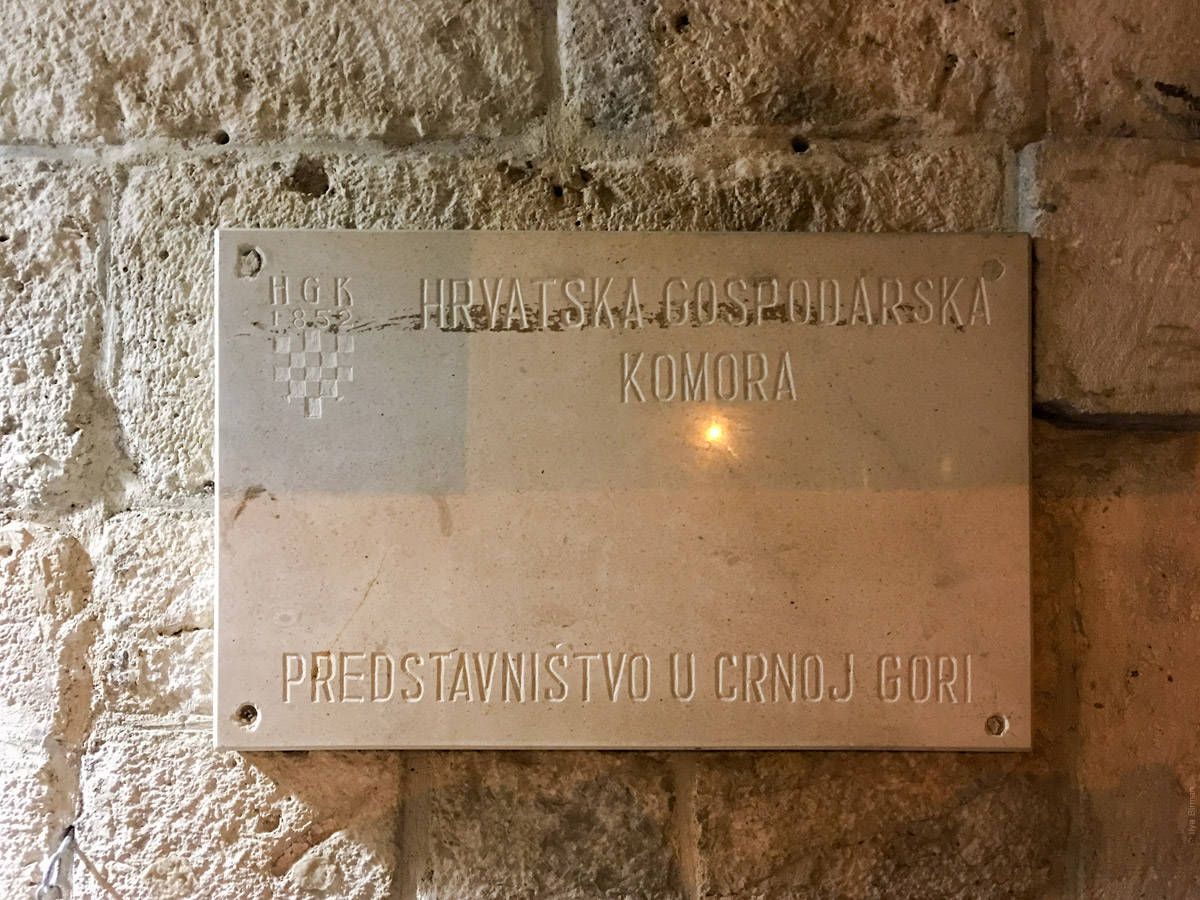 HGK
1852
HRVATSKA GOSPODARSKA
KOMORA
PREDSTAVNIŠTVO U CRNOJ GORI